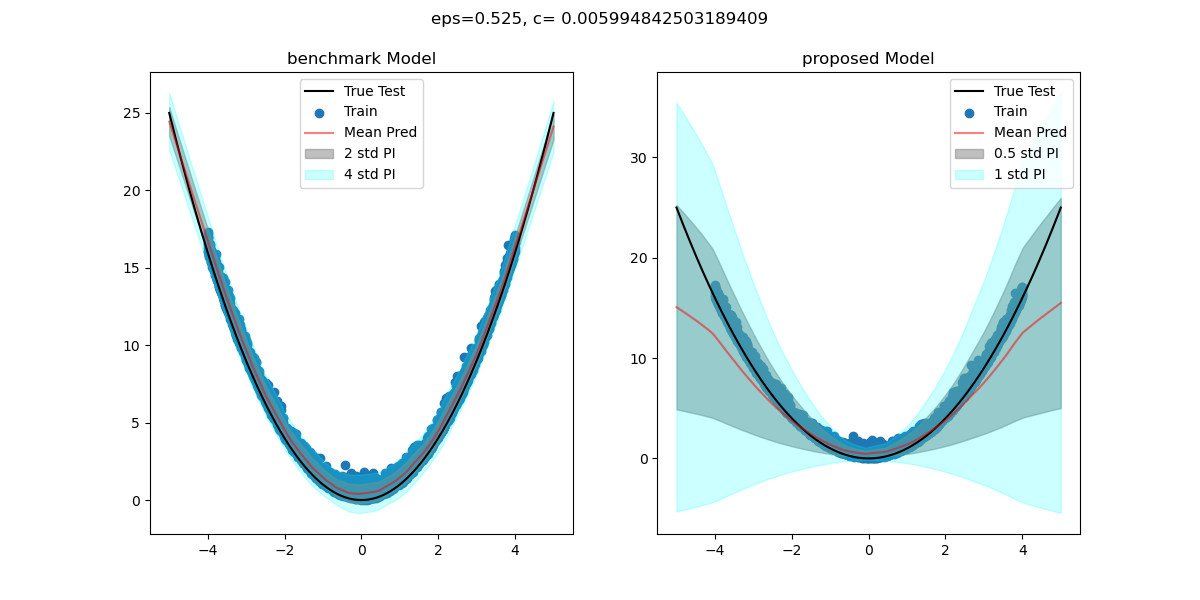 eps=0.525, c= 0.005994842503189409
benchmark Model
True Test
Train
Mean Pred
2 std PI
4 std PI
25
20
15
10
5
0
−4
−2
0
2
4
proposed Model
True Test
Train
Mean Pred
0.5 std PI
1 std PI
30
20
10
0
−4
−2
0
2
4